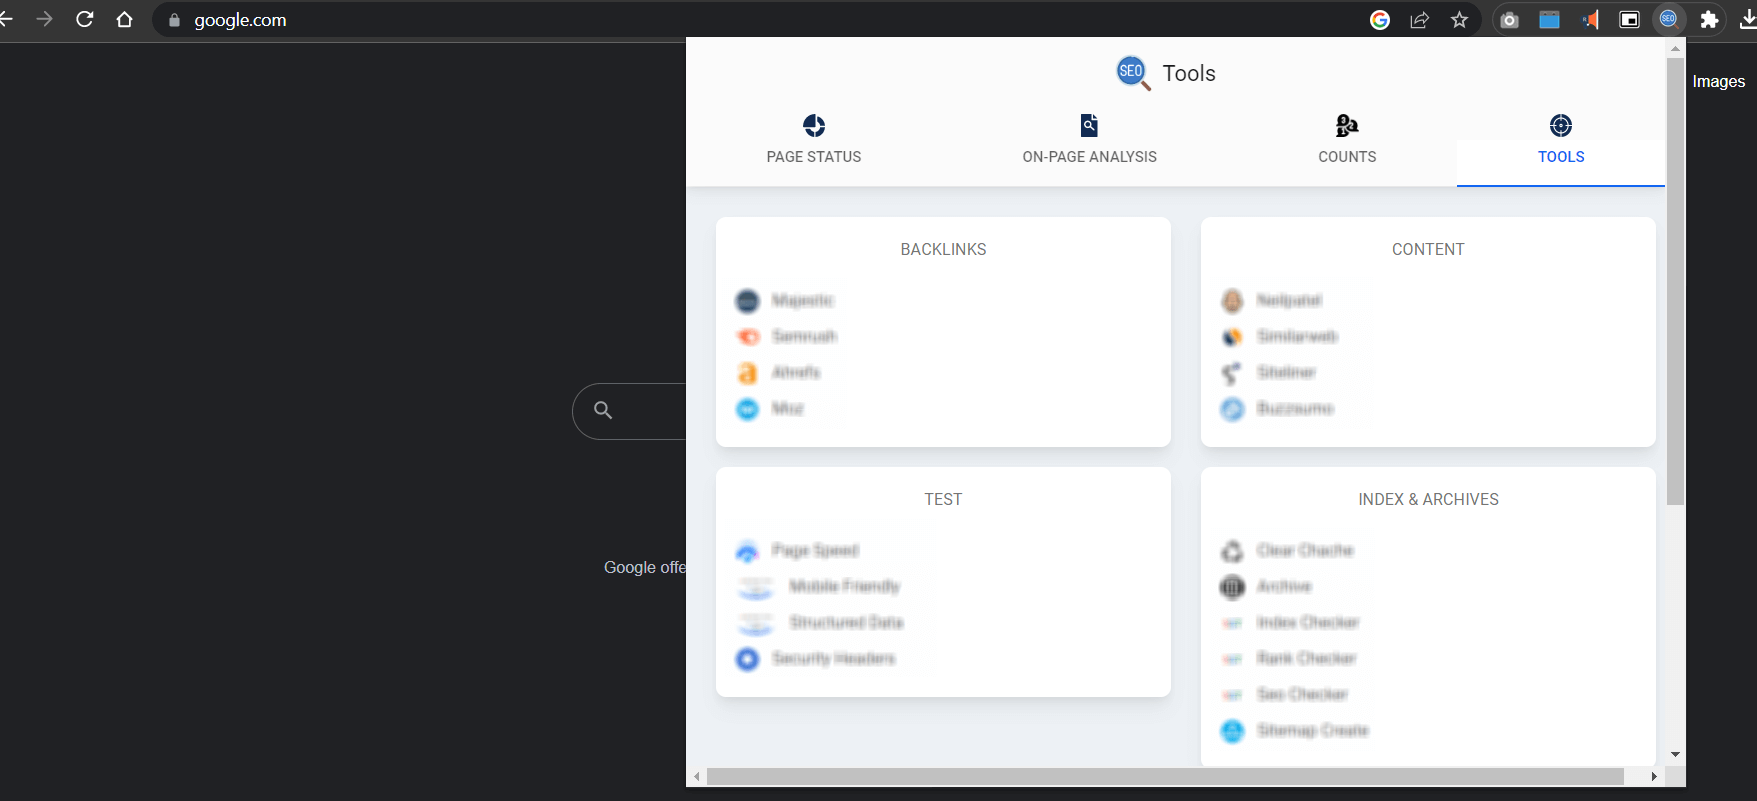 google.com
Images
SEO Tools
PAGE STATUS
ON-PAGE ANALYSIS
COUNTS
TOOLS
BACKLINKS
Majestic
Semrush
Ahrefs
Moz
CONTENT
Neilpatel
Similarweb
Siteliner
Buzzsumo
TEST
Page Speed
Mobile Friendly
Structured Data
Security Headers
INDEX & ARCHIVES
Clear Chache
Archive
Index Checker
Rank Checker
Seo Checker
Sitemap Create
Google offe